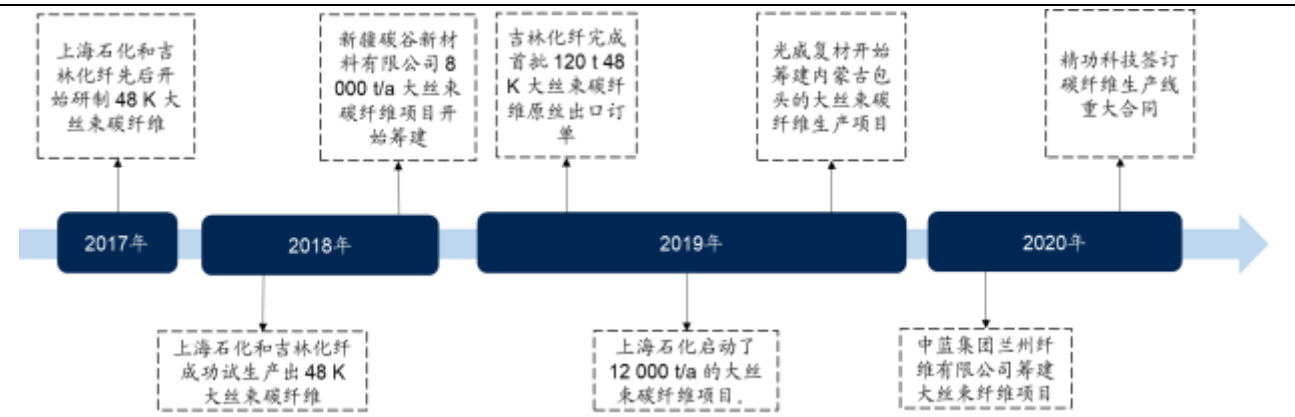 上海石化和吉
林化纤先后开
始研制 48 K 大
丝束碳纤维
新疆碳谷新材
料有限公司 8
000 t/a 大丝束
碳纤维项目开
始筹建
吉林化纤完成
首批 120 t 48
K 大丝束碳纤
维原丝出口订
单
光威复材开始
筹建内蒙古包
头的大丝束碳
纤维生产项目
精功科技签订
碳纤维生产线
重大合同
2017年
2018年
2019年
2020年
上海石化和吉林化纤
成功试生产出 48 K
大丝束碳纤维
上海石化启动了
12 000 t/a 的大丝
束碳纤维项目。
中蓝集团兰州纤
维有限公司筹建
大丝束纤维项目